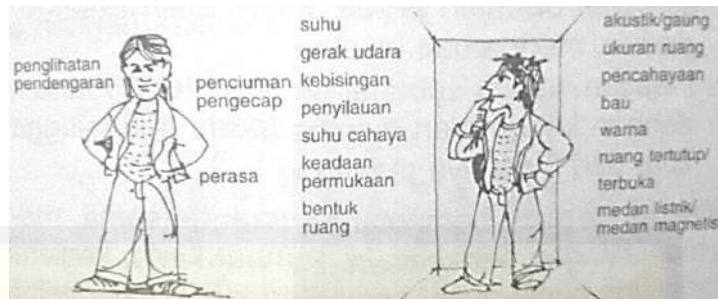 penglihatan
pendengaran
penciuman
pengecap
perasa
suhu
gerak udara
kebisingan
penyilauan
suhu cahaya
keadaan
permukaan
bentuk
ruang
akustik/gaung
ukuran ruang
pencahayaan
bau
warna
ruang tertutup/
terbuka
medan listrik/
medan magnetis